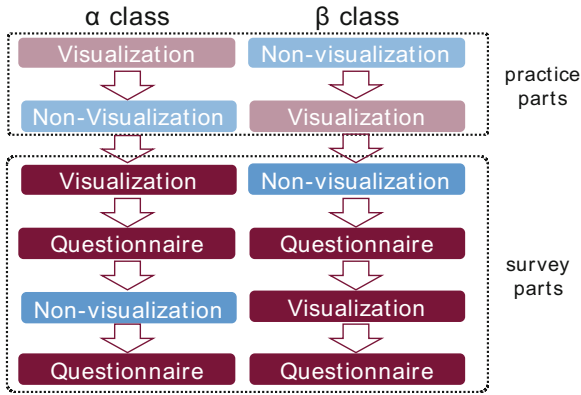 α class β class
Visualization Non-visualization
practice
parts
Non-Visualization Visualization
Visualization Non-visualization
Questionnaire Questionnaire
survey
parts
Non-visualization Visualization
Questionnaire Questionnaire